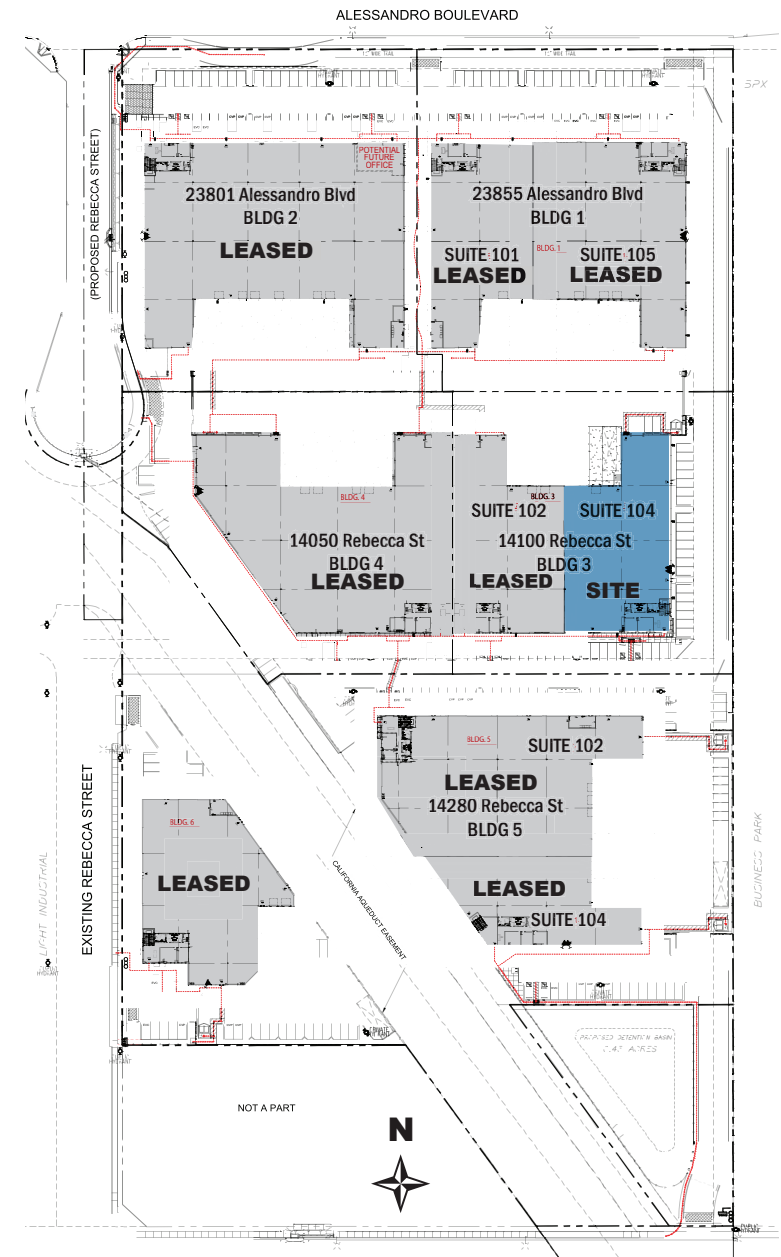 ALESSANDRO BOULEVARD
SPX
(PROPOSED REBECCA STREET)
POTENTIAL
FUTURE
OFFICE
23801 Alessandro Blvd
BLDG 2
LEASED
23855 Alessandro Blvd
BLDG 1
BLDG. 1
SUITE 101
LEASED
SUITE 105
LEASED
BLDG. 4
14050 Rebecca St
BLDG 4
LEASED
BLDG. 3
SUITE 102
SUITE 104
14100 Rebecca St
BLDG 3
LEASED
SITE
BLDG. 5
SUITE 102
LEASED
14280 Rebecca St
BLDG 5
LEASED
SUITE 104
BLDG. 6
LEASED
EXISTING REBECCA STREET
LIGHT INDUSTRIAL
CALIFORNIA AQUEDUCT EASEMENT
BUSINESS PARK
PROPOSED DETENTION BASIN
NOT A PART
N